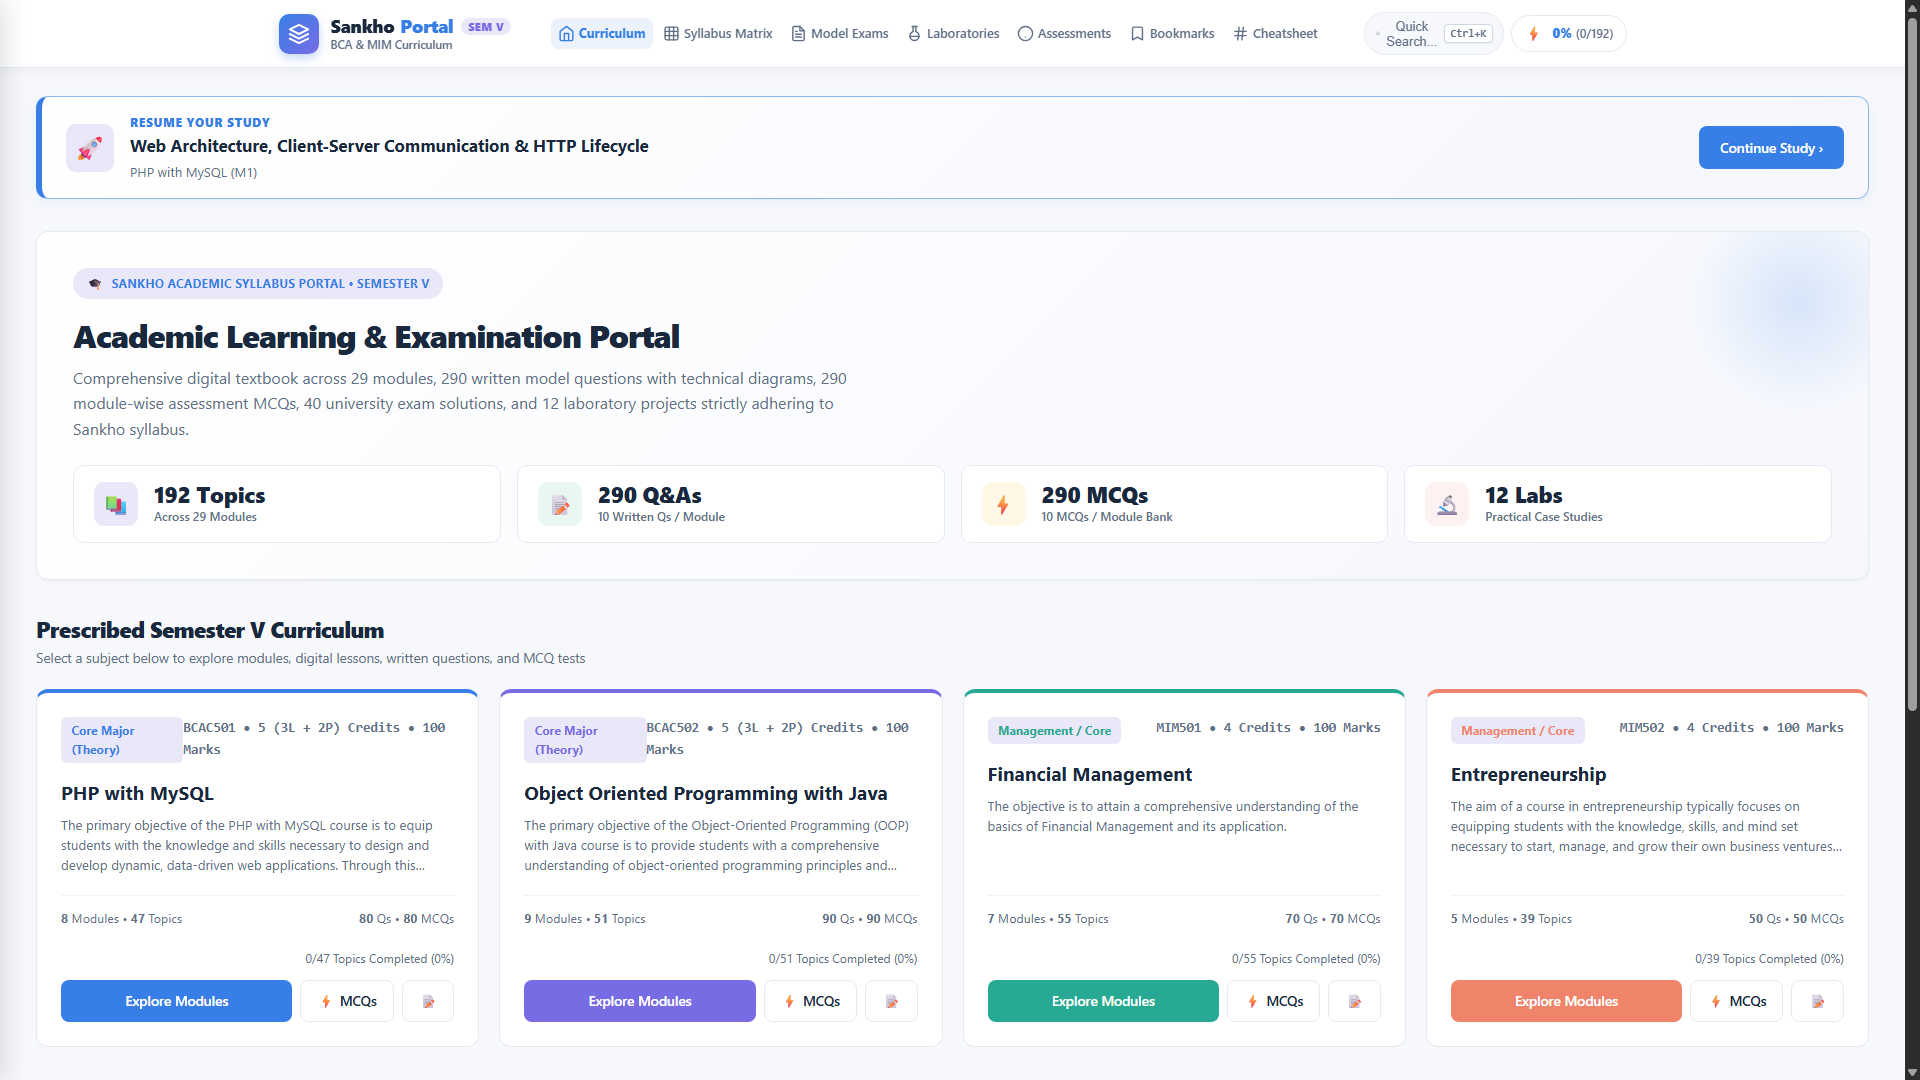 Sankho Portal SEM V
BCA & MIM Curriculum
Curriculum
Syllabus Matrix
Model Exams
Laboratories
Assessments
Bookmarks
Cheatsheet
Quick
Search... Ctrl+K
0% (0/192)
RESUME YOUR STUDY
Web Architecture, Client-Server Communication & HTTP Lifecycle
PHP with MySQL (M1)
Continue Study ›
SANKHO ACADEMIC SYLLABUS PORTAL • SEMESTER V
Academic Learning & Examination Portal
Comprehensive digital textbook across 29 modules, 290 written model questions with technical diagrams, 290
module-wise assessment MCQs, 40 university exam solutions, and 12 laboratory projects strictly adhering to
Sankho syllabus.
192 Topics
Across 29 Modules
290 Q&As
10 Written Qs / Module
290 MCQs
10 MCQs / Module Bank
12 Labs
Practical Case Studies
Prescribed Semester V Curriculum
Select a subject below to explore modules, digital lessons, written questions, and MCQ tests
Core Major
(Theory)
BCAC501 • 5 (3L + 2P) Credits • 100
Marks
PHP with MySQL
The primary objective of the PHP with MySQL course is to equip
students with the knowledge and skills necessary to design and
develop dynamic, data-driven web applications. Through this...
8 Modules • 47 Topics
80 Qs • 80 MCQs
0/47 Topics Completed (0%)
Explore Modules
MCQs
Core Major
(Theory)
BCAC502 • 5 (3L + 2P) Credits • 100
Marks
Object Oriented Programming with Java
The primary objective of the Object-Oriented Programming (OOP)
with Java course is to provide students with a comprehensive
understanding of object-oriented programming principles and...
9 Modules • 51 Topics
90 Qs • 90 MCQs
0/51 Topics Completed (0%)
Explore Modules
MCQs
Management / Core
MIM501 • 4 Credits • 100 Marks
Financial Management
The objective is to attain a comprehensive understanding of the
basics of Financial Management and its application.
7 Modules • 55 Topics
70 Qs • 70 MCQs
0/55 Topics Completed (0%)
Explore Modules
MCQs
Management / Core
MIM502 • 4 Credits • 100 Marks
Entrepreneurship
The aim of a course in entrepreneurship typically focuses on
equipping students with the knowledge, skills, and mind set
necessary to start, manage, and grow their own business ventures...
5 Modules • 39 Topics
50 Qs • 50 MCQs
0/39 Topics Completed (0%)
Explore Modules
MCQs